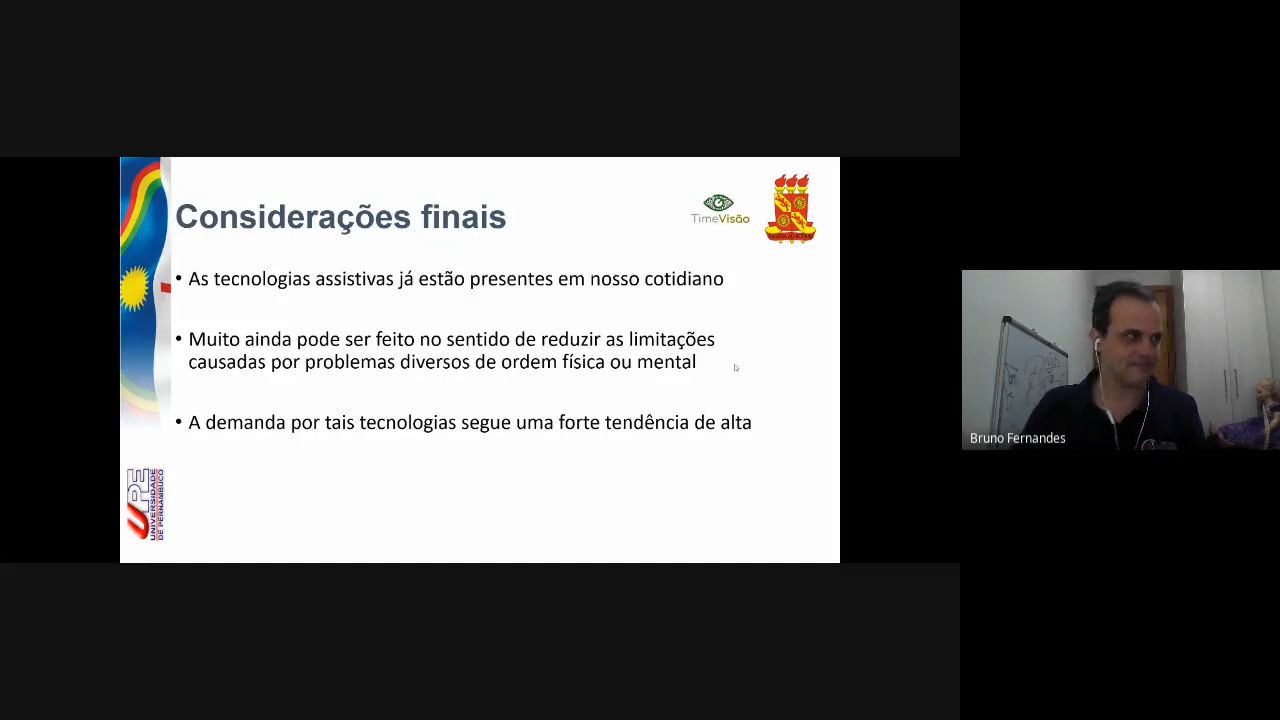 Considerações finais
TimeVisão
• As tecnologias assistivas já estão presentes em nosso cotidiano
• Muito ainda pode ser feito no sentido de reduzir as limitações
causadas por problemas diversos de ordem física ou mental
• A demanda por tais tecnologias segue uma forte tendência de alta
UPE
UNIVERSIDADE
DE PERNAMBUCO
Bruno Fernandes